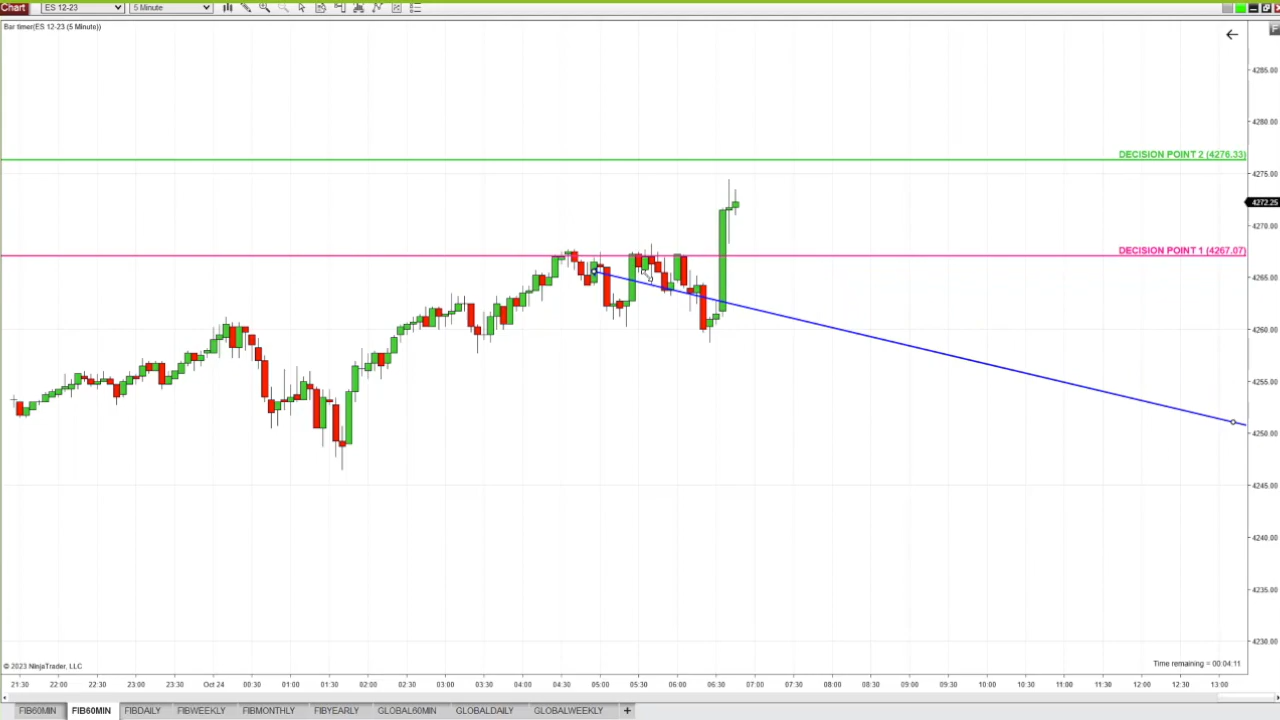 Chart ES 12-23 5 Minute
Bar timer(ES 12-23 (5 Minute))
F
4285.00
4280.00
DECISION POINT 2 (4276.33)
4275.00
4272.25
4270.00
DECISION POINT 1 (4267.07)
4265.00
4260.00
4255.00
4250.00
4245.00
4240.00
4235.00
4230.00
© 2023 NinjaTrader, LLC
Time remaining = 00:04:11
21:30 22:00 22:30 23:00 23:30 Oct 24 00:30 01:00 01:30 02:00 02:30 03:00 03:30 04:00 04:30 05:00 05:30 06:00 06:30 07:00 07:30 08:00 08:30 09:00 09:30 10:00 10:30 11:00 11:30 12:00 12:30 13:00
FIB60MIN FIB60MIN FIBDAILY FIBWEEKLY FIBMONTHLY FIBYEARLY GLOBAL60MIN GLOBALDAILY GLOBALWEEKLY +